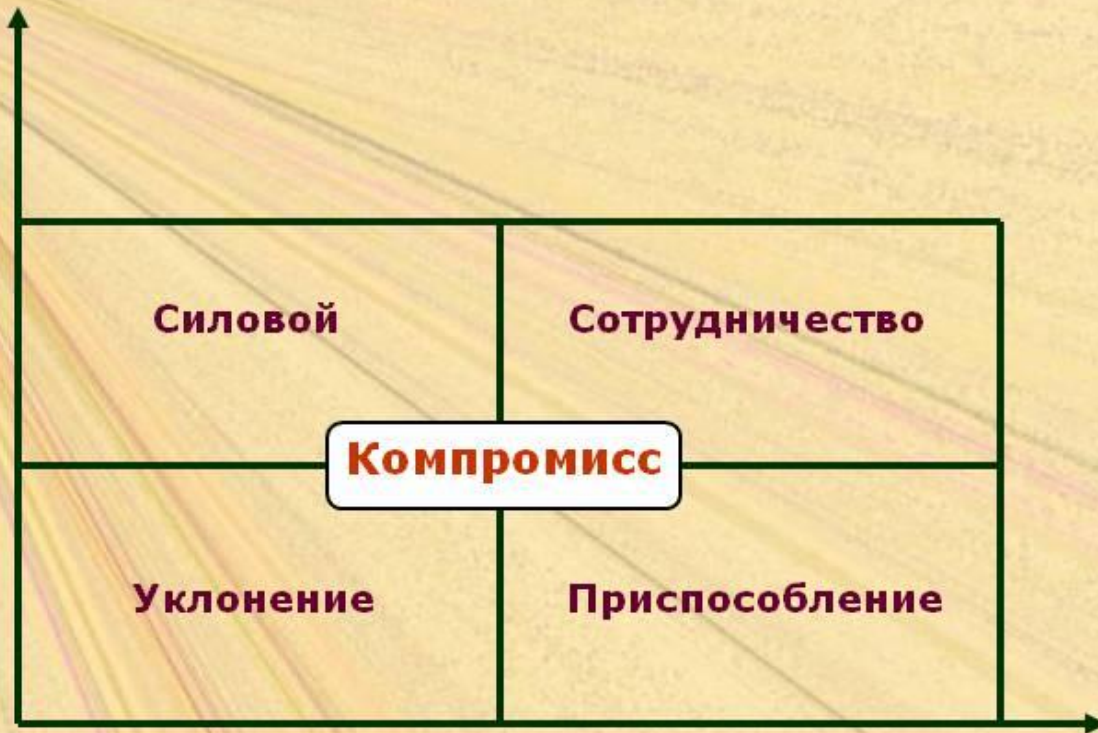 Силовой
Сотрудничество
Компромисс
Уклонение
Приспособление